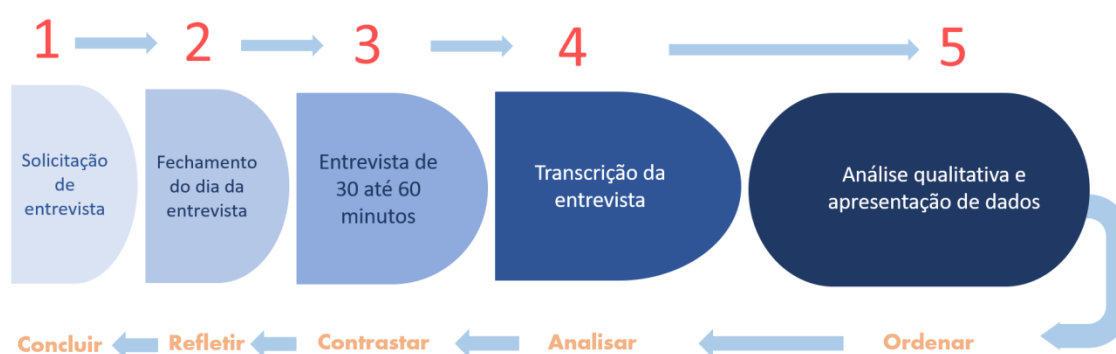 1
2
3
4
5
Solicitação
de
entrevista
Fechamento
do dia da
entrevista
Entrevista de
30 até 60
minutos
Transcrição da
entrevista
Análise qualitativa e
apresentação de dados
Concluir
Refletir
Contrastar
Analisar
Ordenar